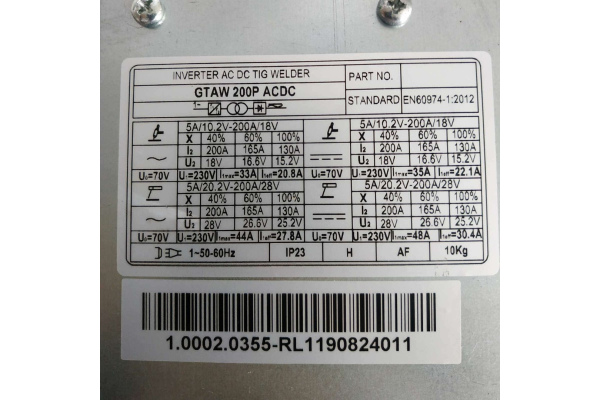 INVERTER AC DC TIG WELDER
PART NO.
GTAW 200P ACDC
1~
STANDARD EN60974-1:2012
5A/10.2V-200A/18V 5A/10.2V-200A/18V
X 40% 60% 100% X 40% 60% 100%
I2 200A 165A 130A I2 200A 165A 130A
U2 18V 16.6V 15.2V U2 18V 16.6V 15.2V
U0=70V U1=230V I1max=33A I1eff=20.8A U0=70V U1=230V I1max=35A I1eff=22.1A
5A/20.2V-200A/28V 5A/20.2V-200A/28V
X 40% 60% 100% X 40% 60% 100%
I2 200A 165A 130A I2 200A 165A 130A
U2 28V 26.6V 25.2V U2 28V 26.6V 25.2V
U0=70V U1=230V I1max=44A I1eff=27.8A U0=70V U1=230V I1max=48A I1eff=30.4A
1~50-60Hz IP23 H AF 10Kg
1.0002.0355-RL1190824011